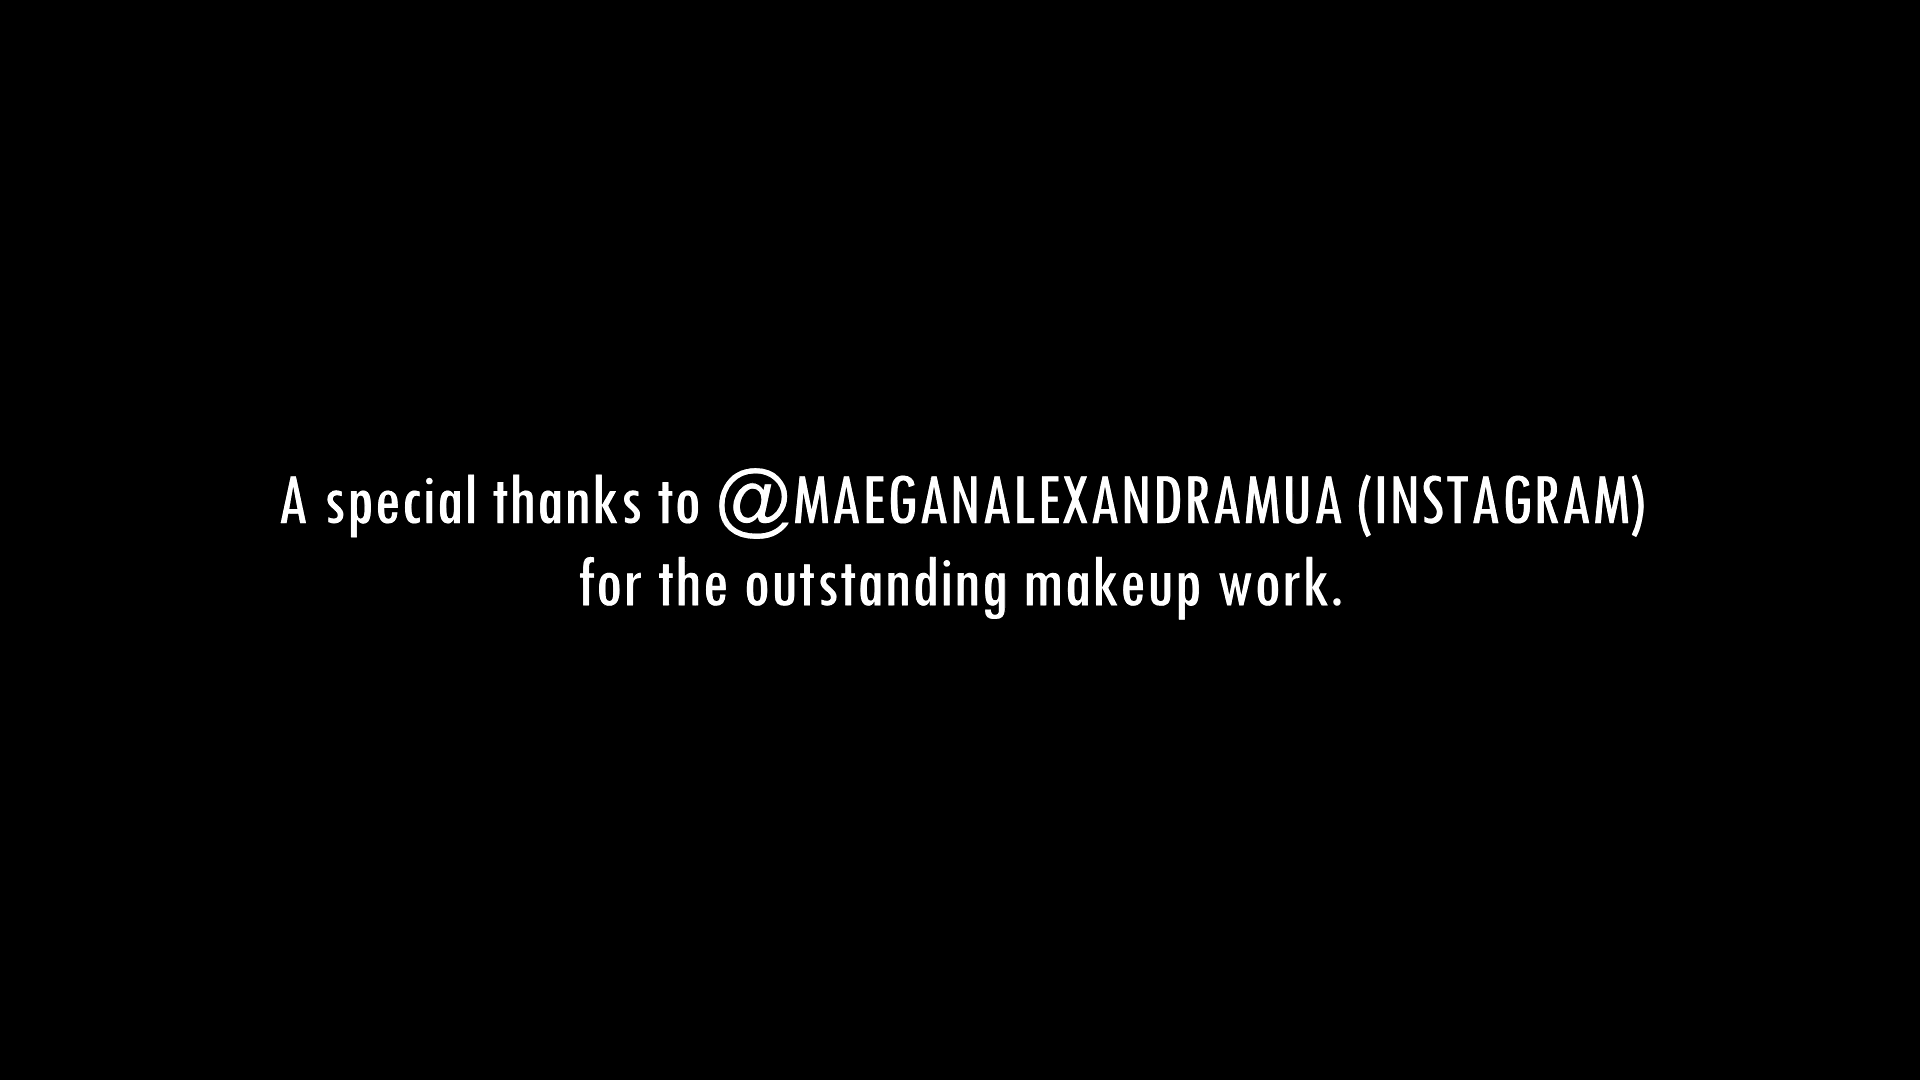 A special thanks to @MAEGANALEXANDRAMUA (INSTAGRAM)
for the outstanding makeup work.